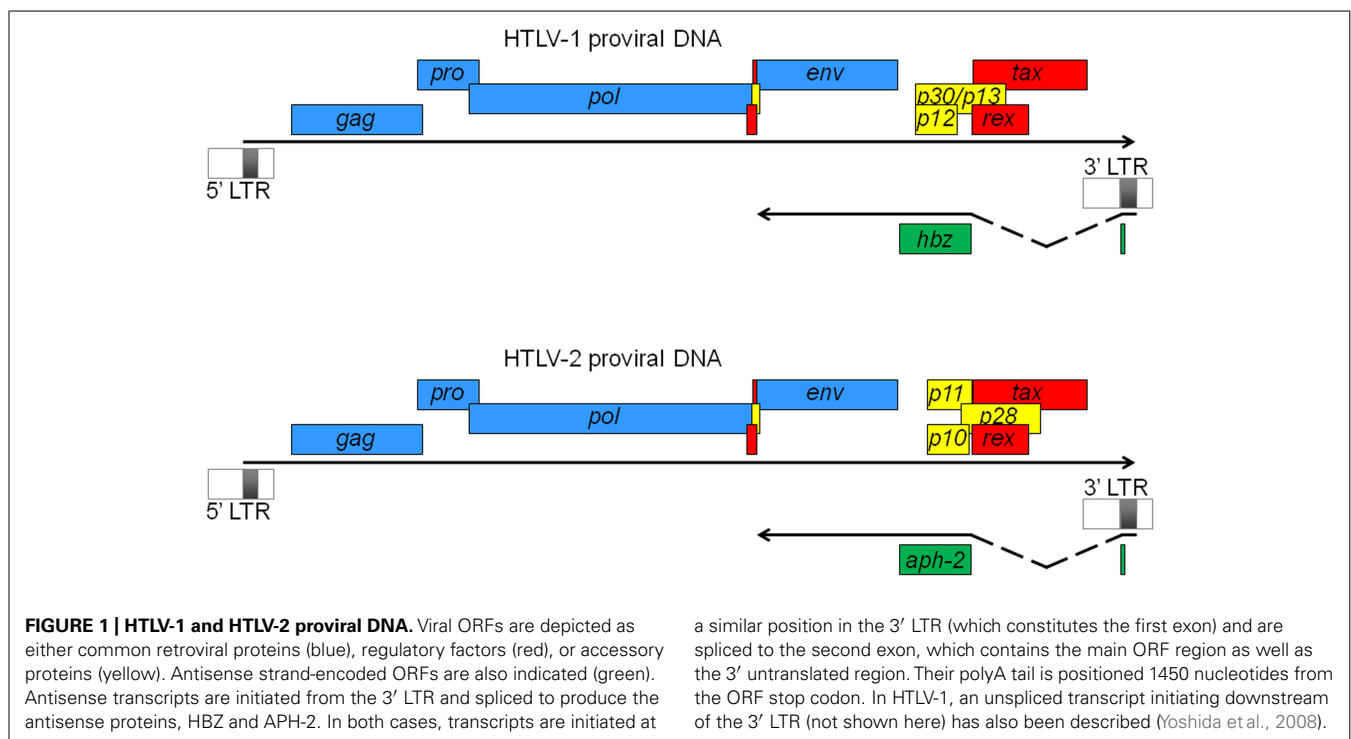 HTLV-1 proviral DNA
pro
env
tax
pol
p30/p13
gag
p12
rex
5' LTR
3' LTR
hbz
HTLV-2 proviral DNA
pro
env
p11
tax
pol
p28
gag
p10
rex
5' LTR
3' LTR
aph-2
FIGURE 1 | HTLV-1 and HTLV-2 proviral DNA. Viral ORFs are depicted as
either common retroviral proteins (blue), regulatory factors (red), or accessory
proteins (yellow). Antisense strand-encoded ORFs are also indicated (green).
Antisense transcripts are initiated from the 3′ LTR and spliced to produce the
antisense proteins, HBZ and APH-2. In both cases, transcripts are initiated at
a similar position in the 3′ LTR (which constitutes the first exon) and are
spliced to the second exon, which contains the main ORF region as well as
the 3′ untranslated region. Their polyA tail is positioned 1450 nucleotides from
the ORF stop codon. In HTLV-1, an unspliced transcript initiating downstream
of the 3′ LTR (not shown here) has also been described (Yoshida et al., 2008).